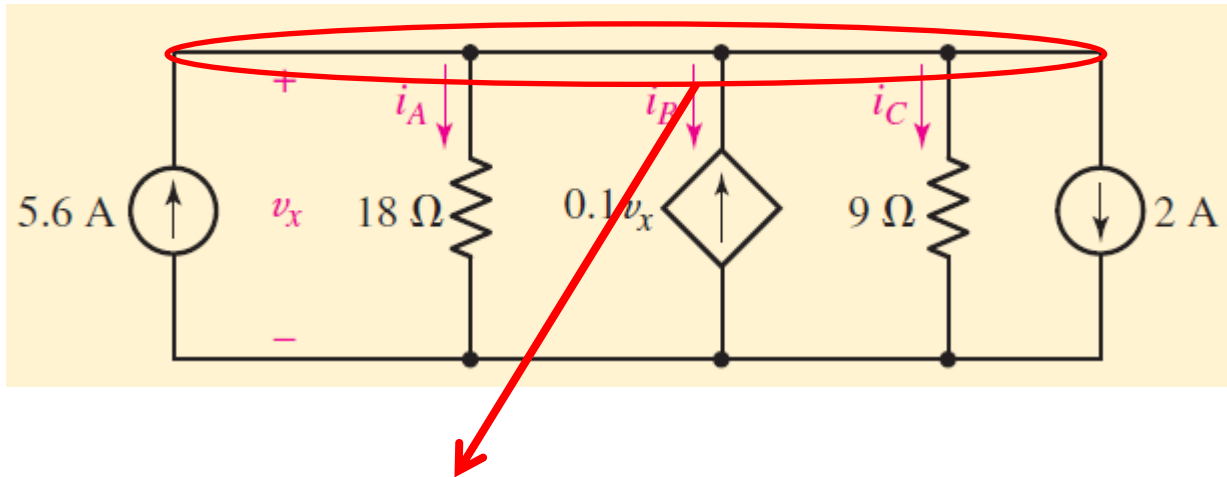 +
i_A i_B i_C
5.6 A v_x 18 Ω 0.1v_x 9 Ω 2 A
−